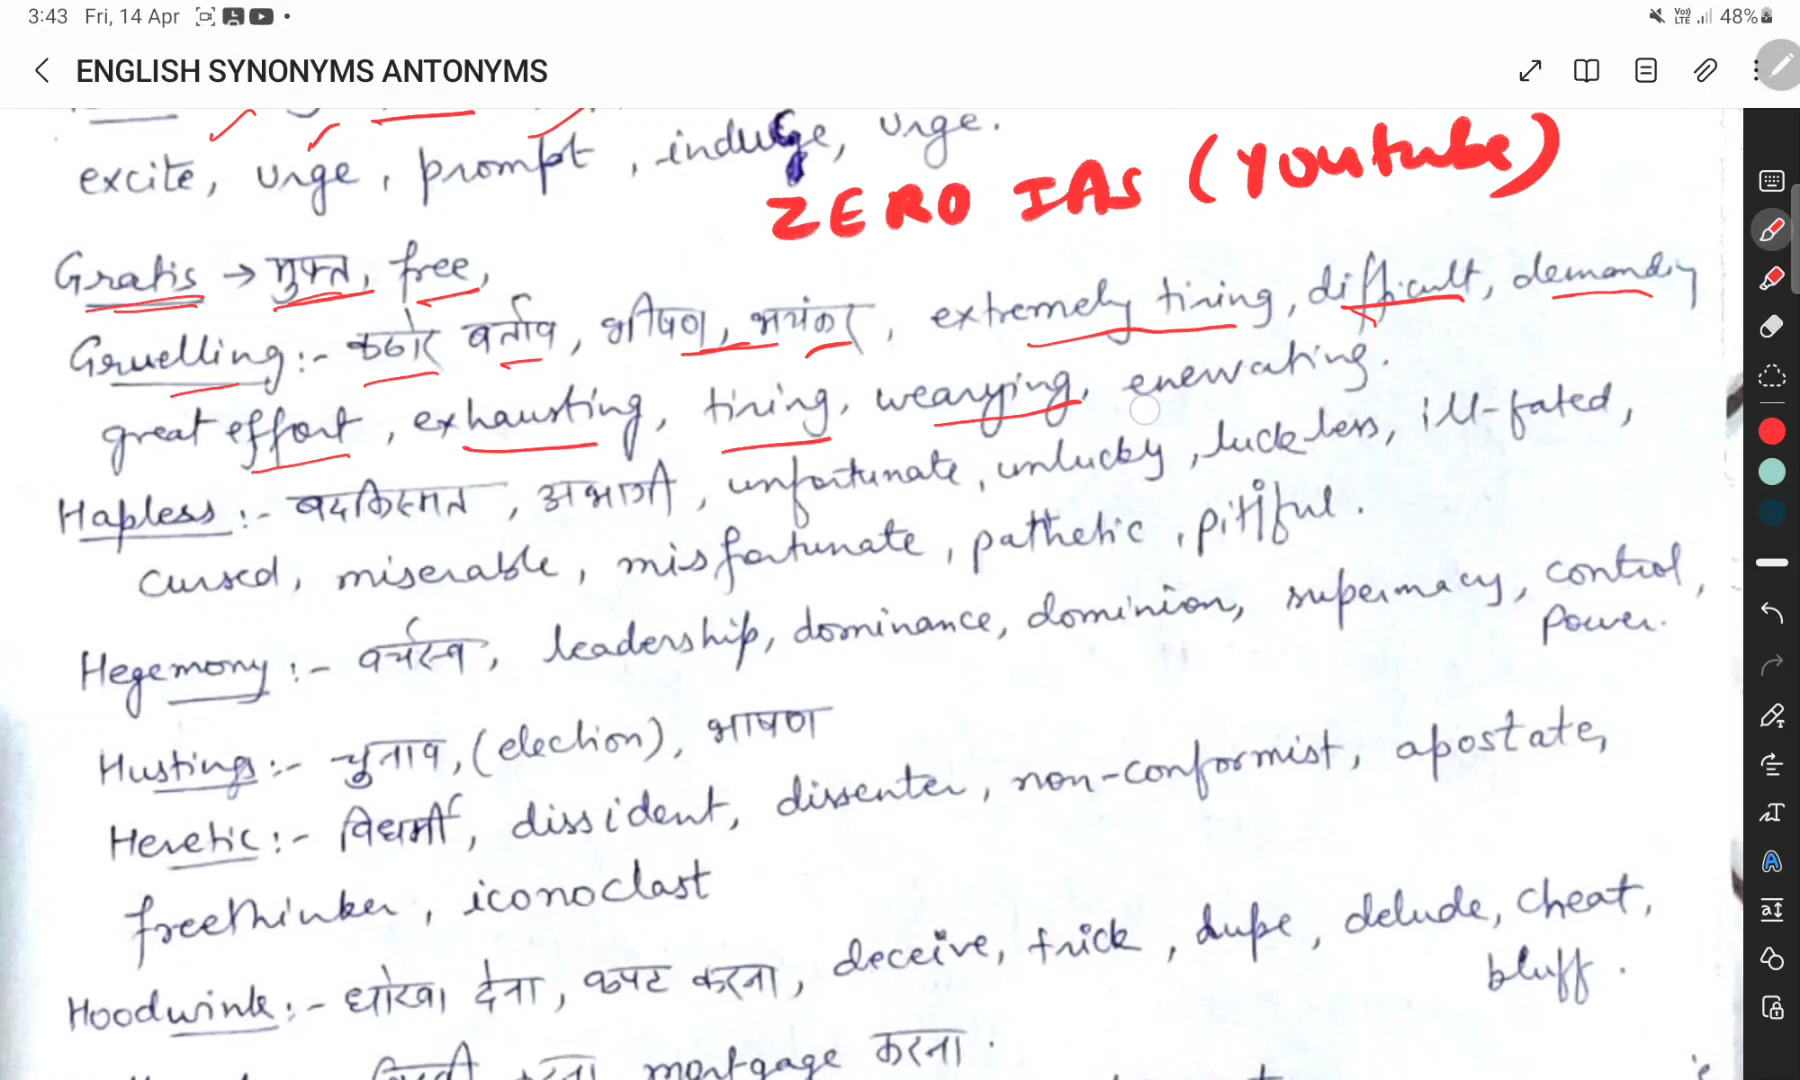 3:43 Fri, 14 Apr
48%
ENGLISH SYNONYMS ANTONYMS
excite, urge, prompt, indulge, urge.
ZERO IAS (Youtube)
Gratis → मुफ्त, free,
Gruelling :- कठोर बर्ताव, भीषण, भयंकर, extremely tiring, difficult, demanding
great effort, exhausting, tiring, wearying, enervating.
Hapless :- बदकिस्मत, अभागी, unfortunate, unlucky, luckless, ill-fated,
cursed, miserable, misfortunate, pathetic, pitiful.
Hegemony :- वर्चस्व, leadership, dominance, dominion, supermacy, control,
power.
Hustings :- चुनाव, (election), भाषण
Heretic :- विधर्मी, dissident, dissenter, non-conformist, apostate,
freethinker, iconoclast
Hoodwink :- धोखा देना, कपट करना, deceive, trick, dupe, delude, cheat,
bluff.
mortgage करना.